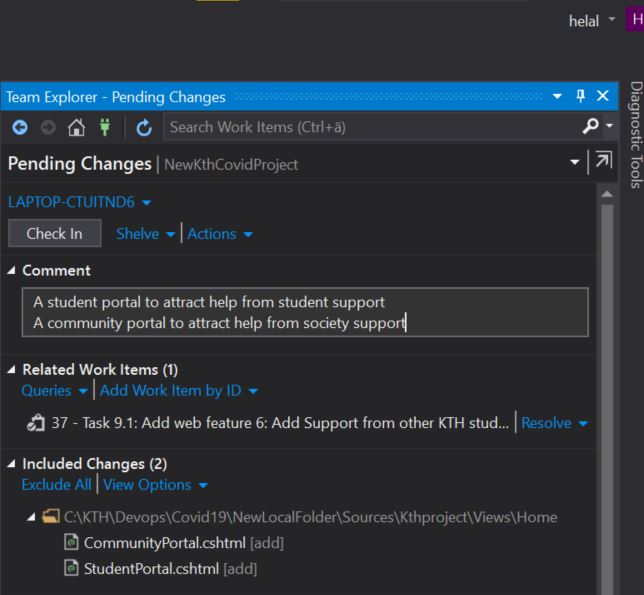 helal
H
Team Explorer - Pending Changes
Diagnostic Tools
Search Work Items (Ctrl+ä)
Pending Changes | NewKthCovidProject
LAPTOP-CTUITND6
Check In Shelve Actions
Comment
A student portal to attract help from student support
A community portal to attract help from society support
Related Work Items (1)
Queries Add Work Item by ID
37 - Task 9.1: Add web feature 6: Add Support from other KTH stud... Resolve
Included Changes (2)
Exclude All View Options
C:\KTH\Devops\Covid19\NewLocalFolder\Sources\Kthproject\Views\Home
CommunityPortal.cshtml [add]
StudentPortal.cshtml [add]